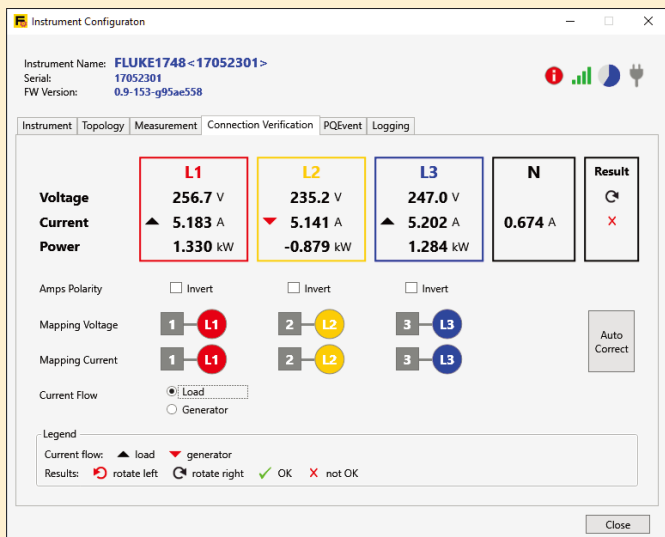 Instrument Configuraton
Instrument Name: FLUKE1748<17052301>
Serial: 17052301
FW Version: 0.9-153-g95ae558
Instrument Topology Measurement Connection Verification PQEvent Logging
L1 L2 L3 N Result
Voltage 256.7 V 235.2 V 247.0 V
Current 5.183 A 5.141 A 5.202 A 0.674 A
Power 1.330 kW -0.879 kW 1.284 kW
Amps Polarity Invert Invert Invert
Mapping Voltage 1 L1 2 L2 3 L3
Mapping Current 1 L1 2 L2 3 L3
Auto
Correct
Current Flow Load
Generator
Legend
Current flow: load generator
Results: rotate left rotate right OK not OK
Close